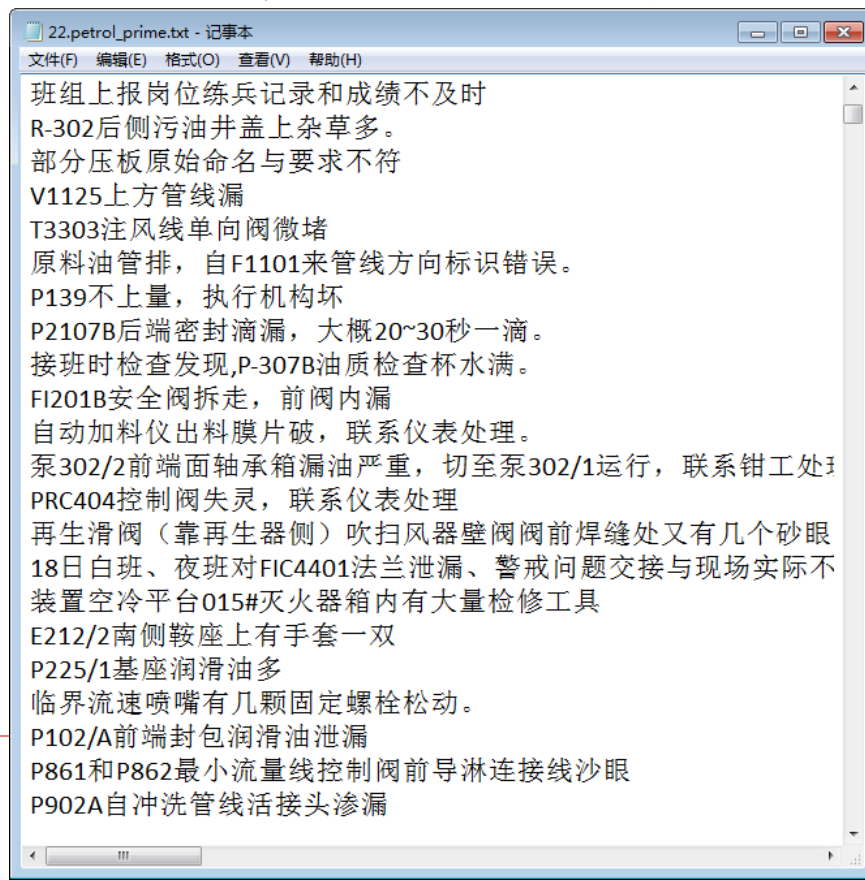 22.petrol_prime.txt - 记事本
文件(F) 编辑(E) 格式(O) 查看(V) 帮助(H)
班组上报岗位练兵记录和成绩不及时
R-302后侧污油井盖上杂草多。
部分压板原始命名与要求不符
V1125上方管线漏
T3303注风线单向阀微堵
原料油管排，自F1101来管线方向标识错误。
P139不上量，执行机构坏
P2107B后端密封滴漏，大概20~30秒一滴。
接班时检查发现,P-307B油质检查杯水满。
FI201B安全阀拆走，前阀内漏
自动加料仪出料膜片破，联系仪表处理。
泵302/2前端面轴承箱漏油严重，切至泵302/1运行，联系钳工处
PRC404控制阀失灵，联系仪表处理
再生滑阀（靠再生器侧）吹扫风器壁阀阀前焊缝处又有几个砂眼
18日白班、夜班对FIC4401法兰泄漏、警戒问题交接与现场实际不
装置空冷平台015#灭火器箱内有大量检修工具
E212/2南侧鞍座上有手套一双
P225/1基座润滑油多
临界流速喷嘴有几颗固定螺栓松动。
P102/A前端封包润滑油泄漏
P861和P862最小流量线控制阀前导淋连接线沙眼
P902A自冲洗管线活接头渗漏